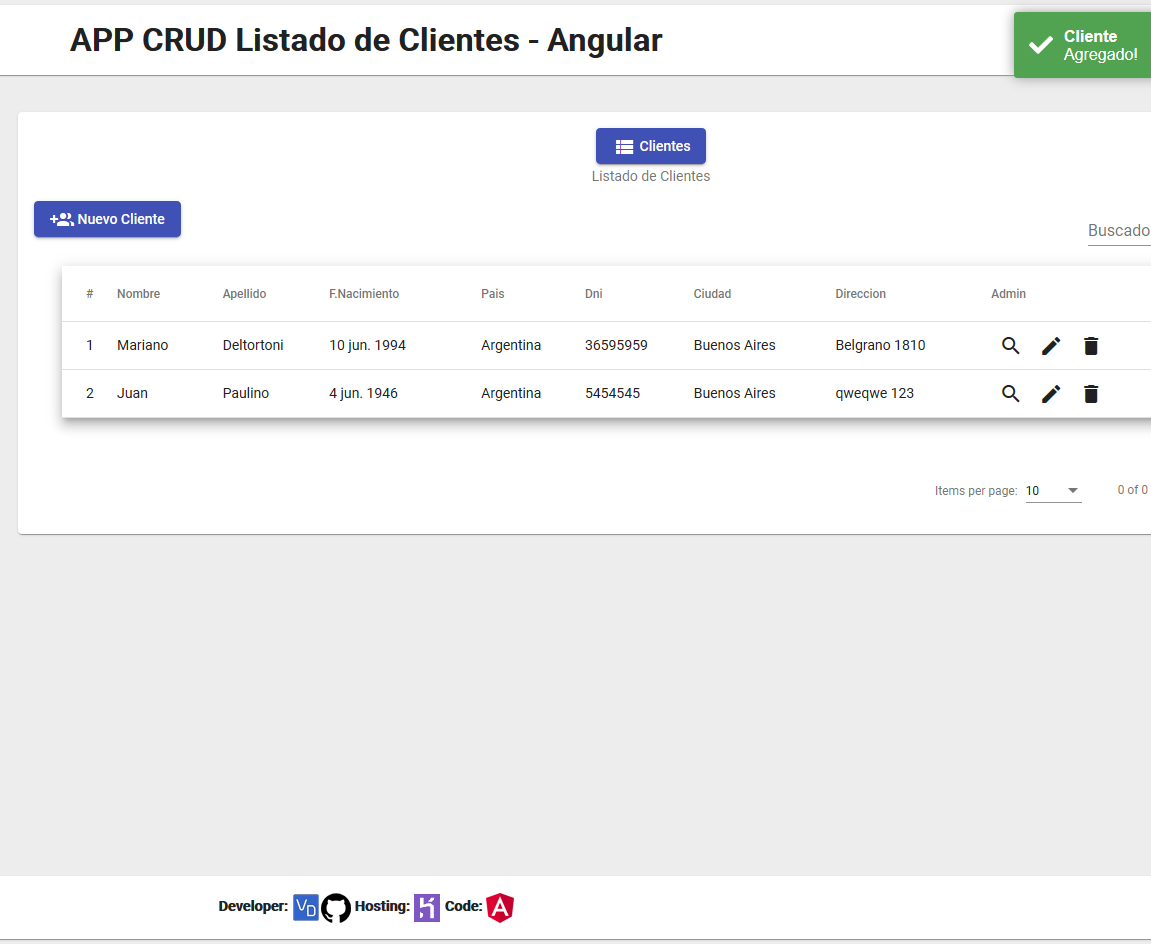 APP CRUD Listado de Clientes - Angular
Cliente
Agregado!
Clientes
Listado de Clientes
Nuevo Cliente
Buscado
# Nombre Apellido F.Nacimiento Pais Dni Ciudad Direccion Admin
1 Mariano Deltortoni 10 jun. 1994 Argentina 36595959 Buenos Aires Belgrano 1810
2 Juan Paulino 4 jun. 1946 Argentina 5454545 Buenos Aires qweqwe 123
Items per page: 10 0 of 0
Developer: VD Hosting: Code: A